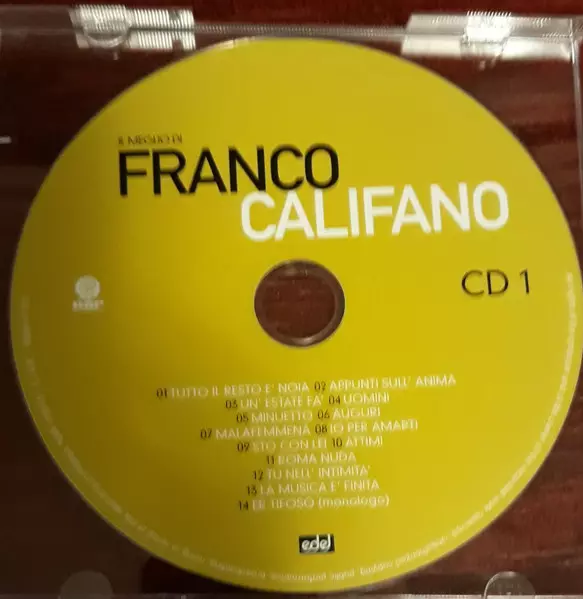 IL MEGLIO DI
FRANCO
CALIFANO
CD 1
01 TUTTO IL RESTO E' NOIA 02 APPUNTI SULL' ANIMA
03 UN' ESTATE FA' 04 UOMINI
05 MINUETTO 06 AUGURI
07 MALAFEMMENA 08 IO PER AMARTI
09 STO CON LEI 10 ATTIMI
11 ROMA NUDA
12 TU NELL' INTIMITA'
13 LA MUSICA E' FINITA
14 ER TIFOSO (monologo)
edel